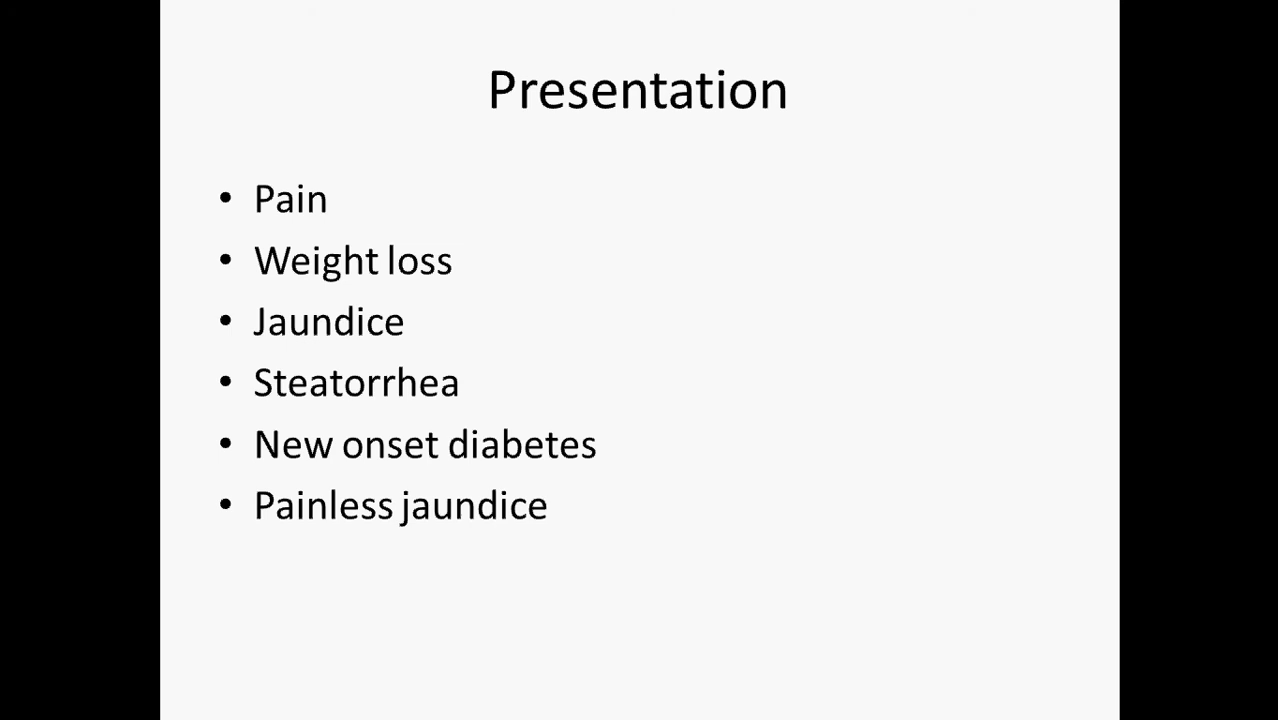 Presentation
• Pain
• Weight loss
• Jaundice
• Steatorrhea
• New onset diabetes
• Painless jaundice